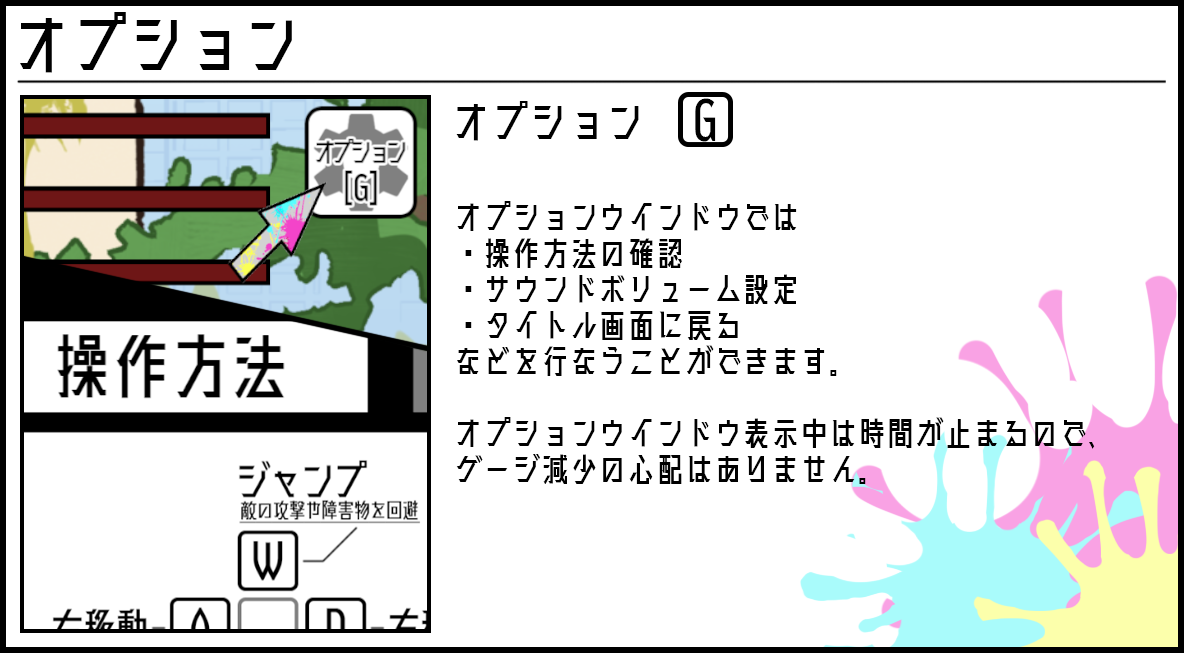 オプション
オプション
[G]
操作方法
ジャンプ
敵の攻撃や障害物を回避
W
左移動
A
D
オプション G
オプションウインドウでは
・操作方法の確認
・サウンドボリューム設定
・タイトル画面に戻る
などを行なうことができます。
オプションウインドウ表示中は時間が止まるので、
ゲージ減少の心配はありません。